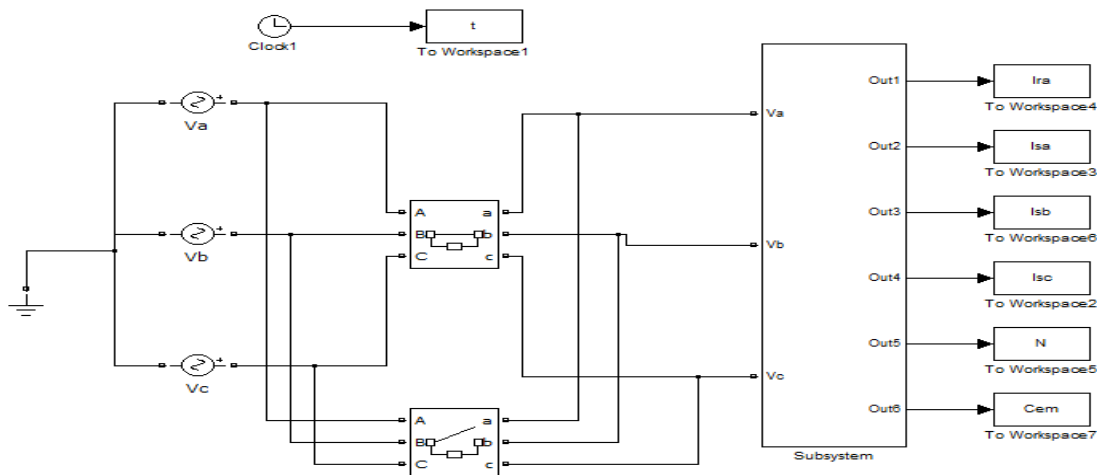 t
Clock1
To Workspace1
Va
Vb
Vc
A a
B b
C c
A a
B b
C c
Va
Vb
Vc
Out1
Out2
Out3
Out4
Out5
Out6
Subsystem
Ira
To Workspace4
Isa
To Workspace3
Isb
To Workspace6
Isc
To Workspace2
N
To Workspace5
Cem
To Workspace7